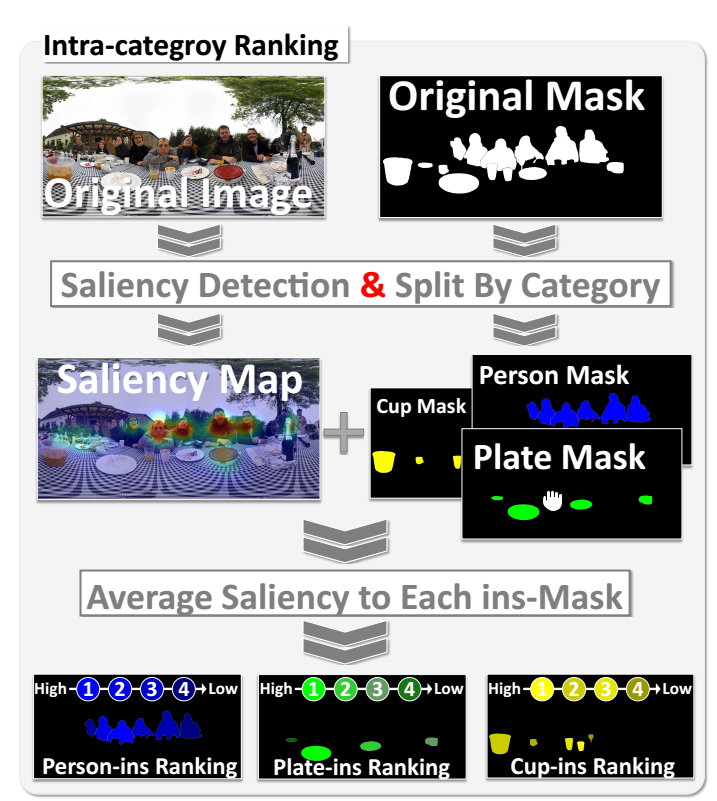 Intra-categroy Ranking
Original Image
Original Mask
Saliency Detection & Split By Category
Saliency Map
Cup Mask
Person Mask
Plate Mask
Average Saliency to Each ins-Mask
High 1 2 3 4 Low
Person-ins Ranking
High 1 2 3 4 Low
Plate-ins Ranking
High 1 2 3 4 Low
Cup-ins Ranking